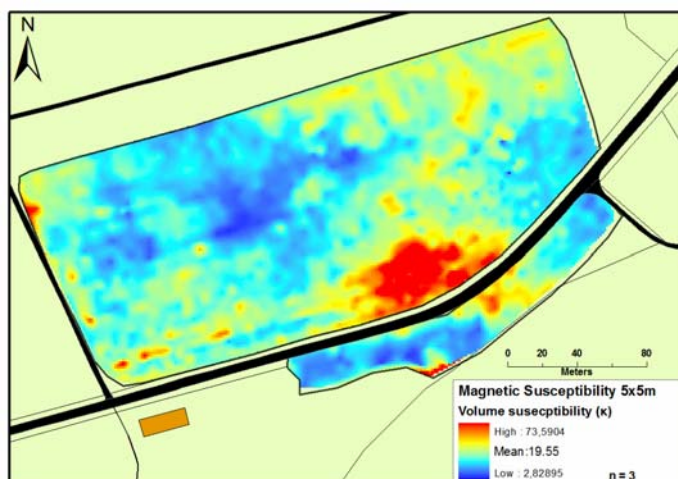 N
0 20 40 80
Meters
Magnetic Susceptibility 5x5m
Volume susecptibility (κ)
High : 73,5904
Mean :19.55
Low : 2,82895
n = 3